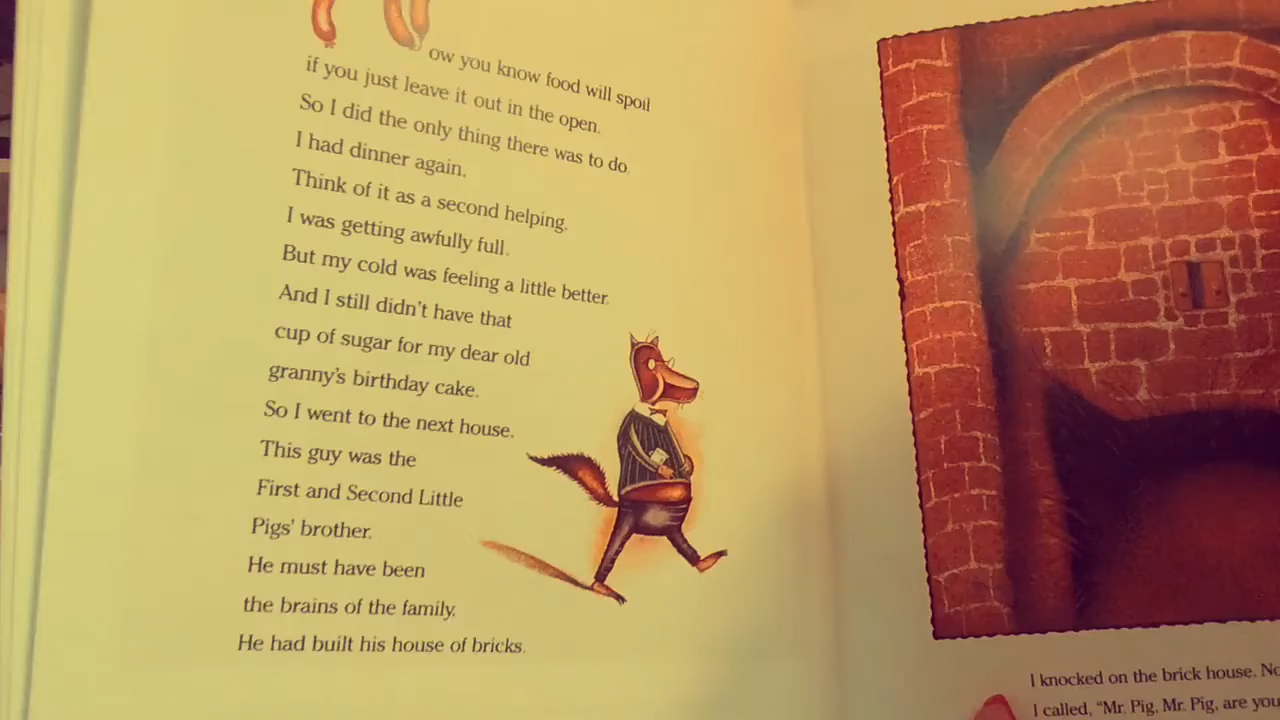 ow you know food will spoil
if you just leave it out in the open.
So I did the only thing there was to do.
I had dinner again.
Think of it as a second helping.
I was getting awfully full.
But my cold was feeling a little better.
And I still didn't have that
cup of sugar for my dear old
granny's birthday cake.
So I went to the next house.
This guy was the
First and Second Little
Pigs' brother.
He must have been
the brains of the family.
He had built his house of bricks.
I knocked on the brick house. No
I called, "Mr. Pig, Mr. Pig, are you